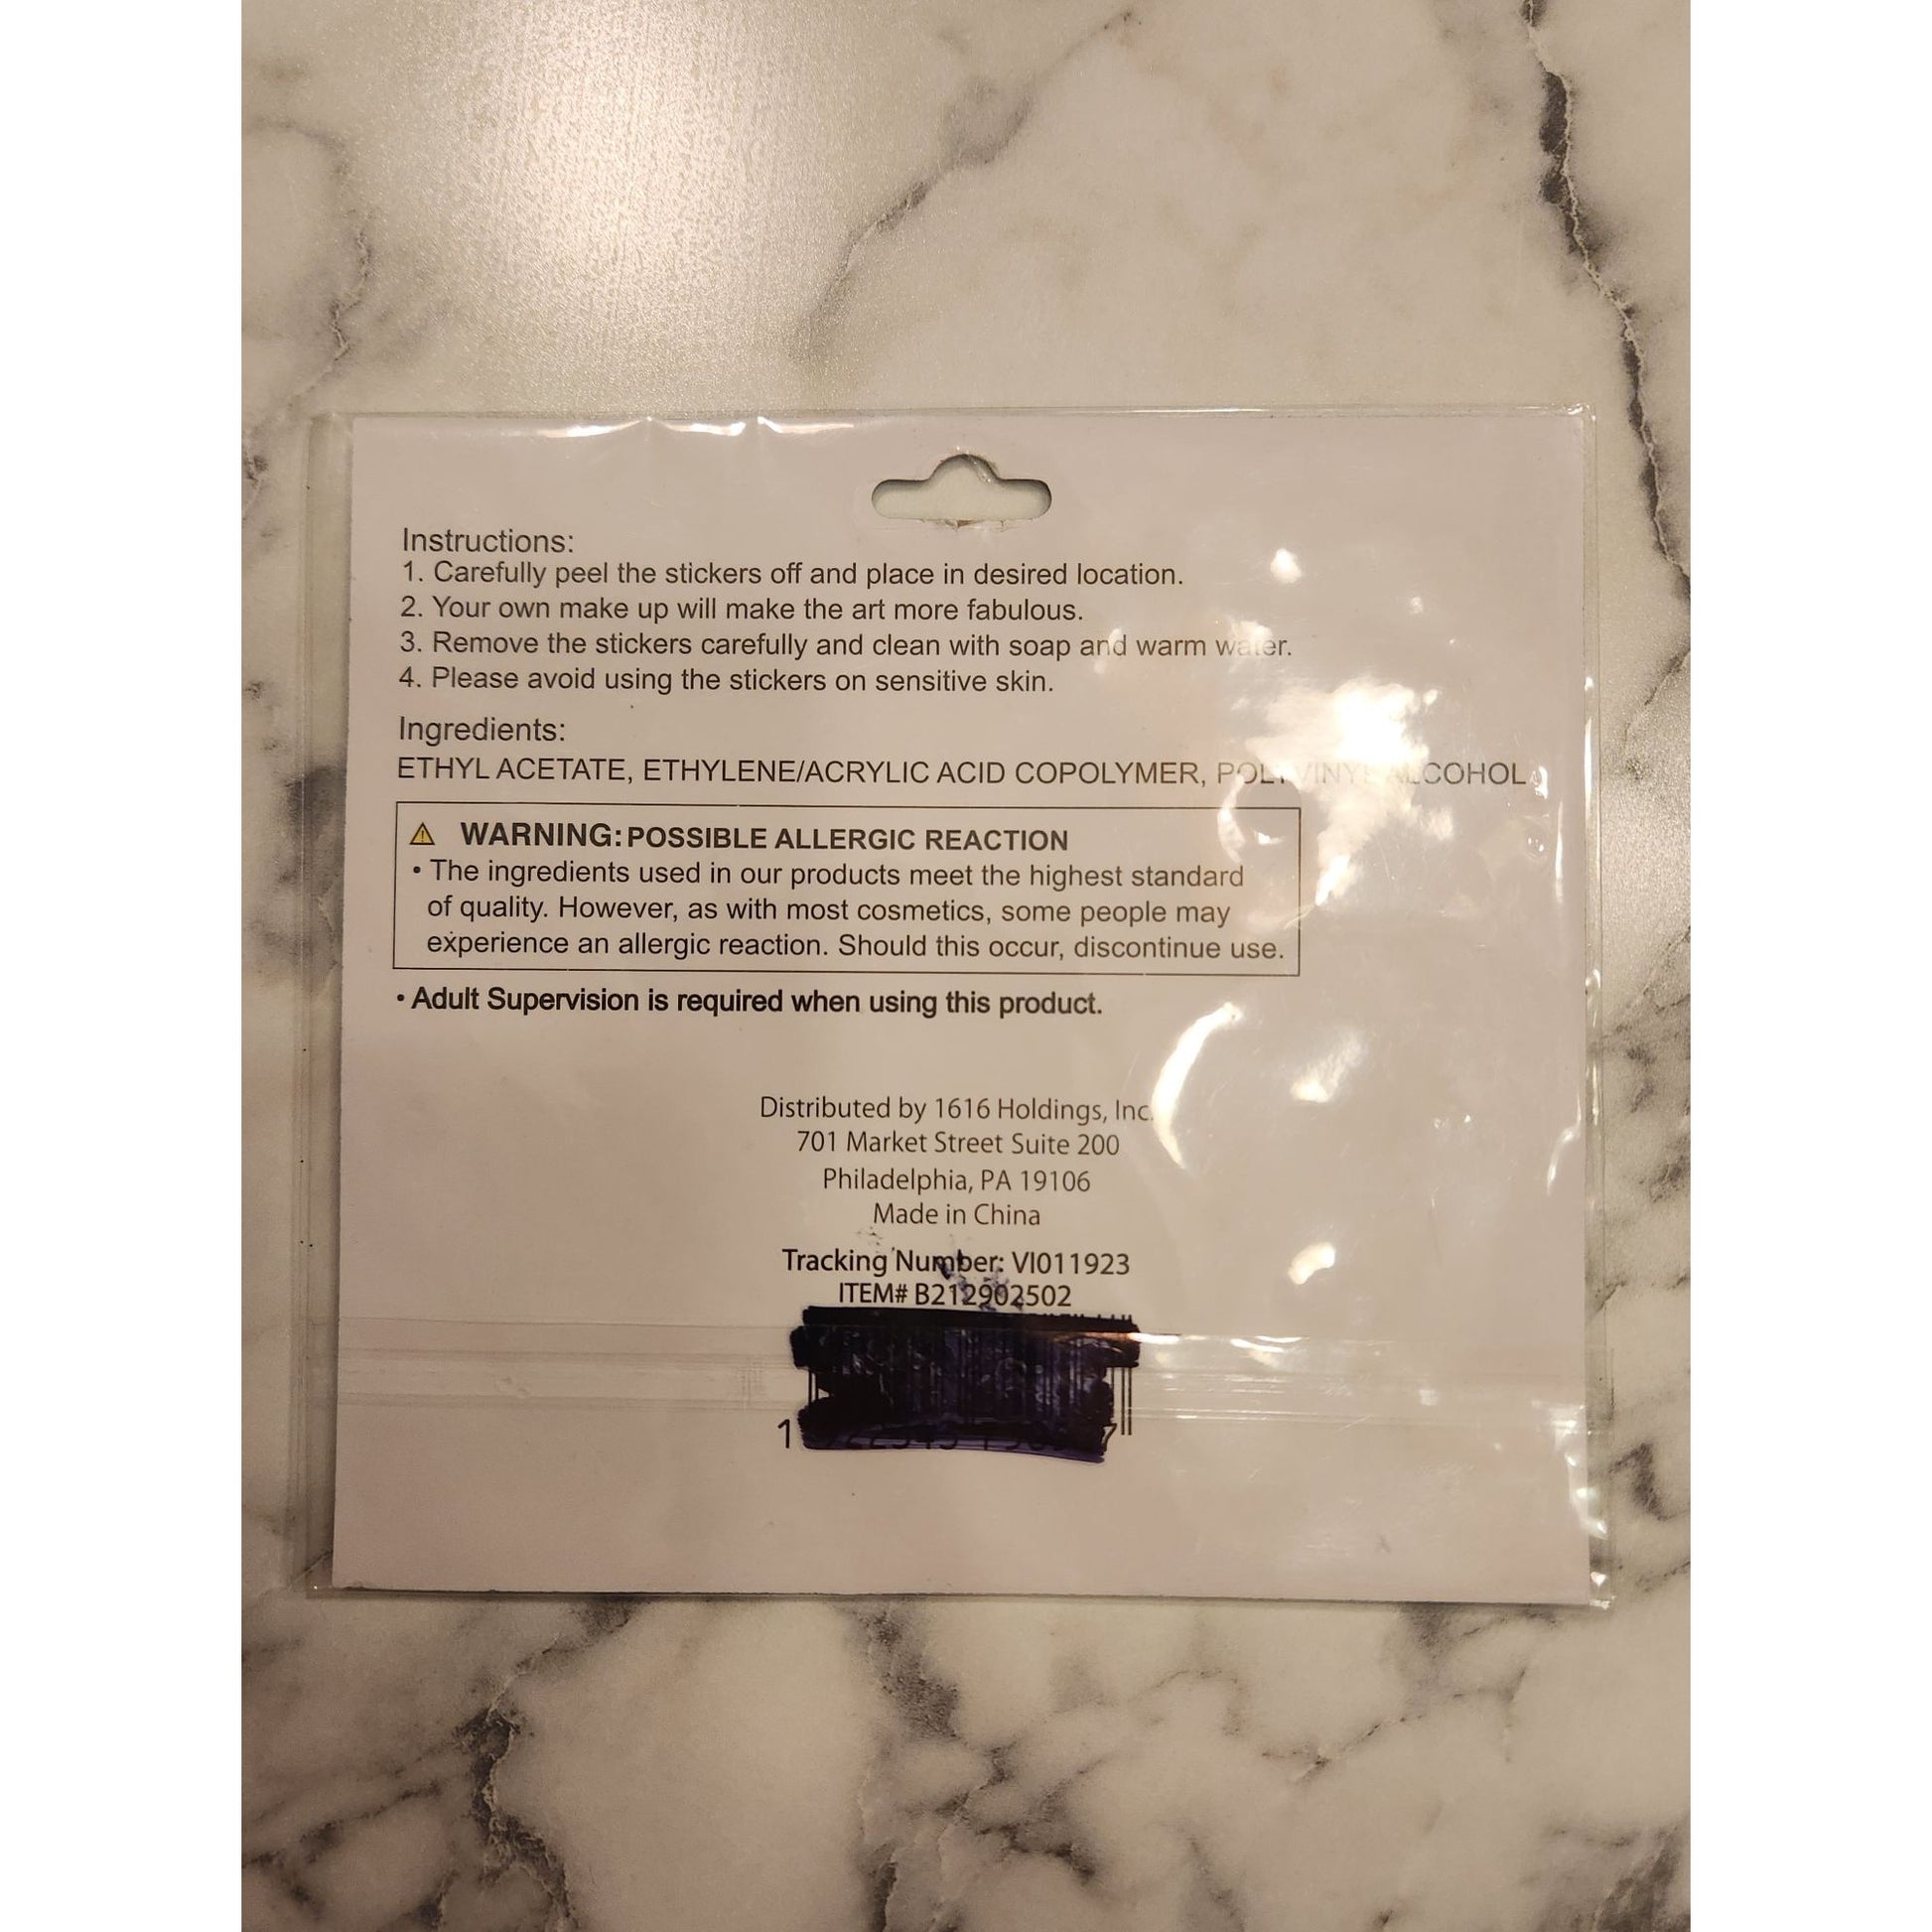 Instructions:
1. Carefully peel the stickers off and place in desired location.
2. Your own make up will make the art more fabulous.
3. Remove the stickers carefully and clean with soap and warm water.
4. Please avoid using the stickers on sensitive skin.
Ingredients:
ETHYL ACETATE, ETHYLENE/ACRYLIC ACID COPOLYMER, POLYVINYL ALCOHOL
WARNING: POSSIBLE ALLERGIC REACTION
• The ingredients used in our products meet the highest standard
of quality. However, as with most cosmetics, some people may
experience an allergic reaction. Should this occur, discontinue use.
• Adult Supervision is required when using this product.
Distributed by 1616 Holdings, Inc.
701 Market Street Suite 200
Philadelphia, PA 19106
Made in China
Tracking Number: VI011923
ITEM# B212902502